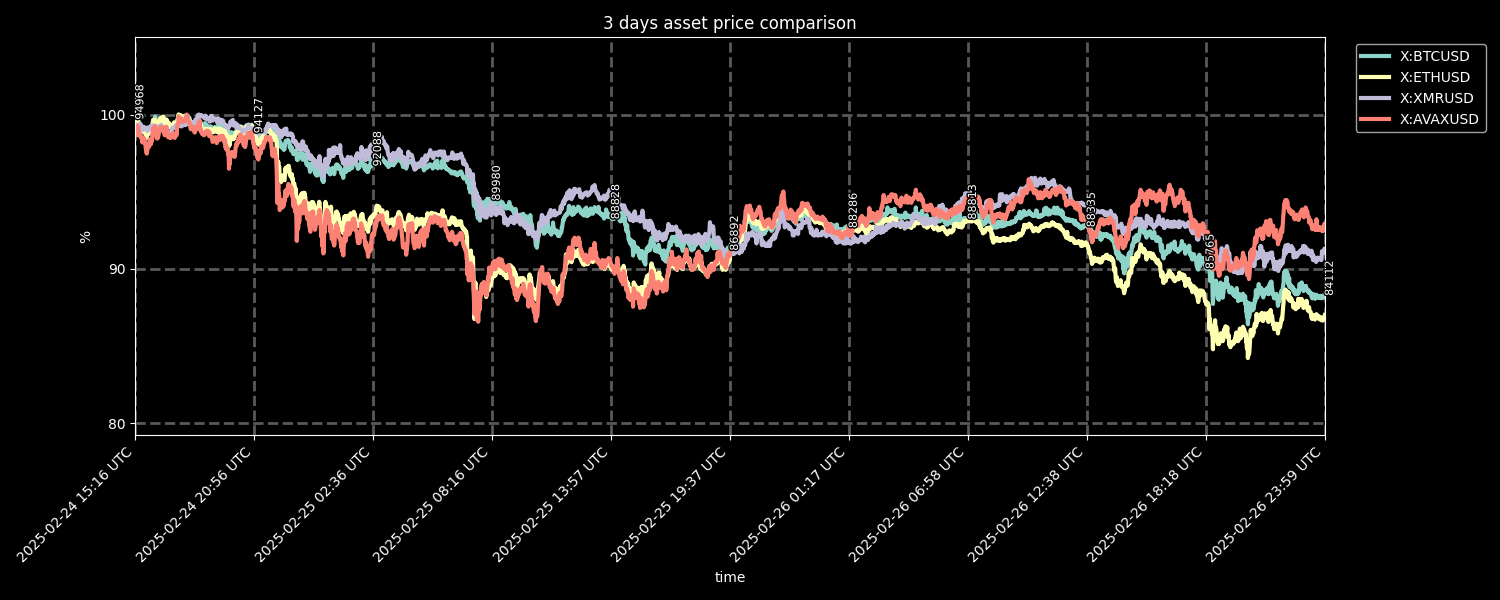 3 days asset price comparison
X:BTCUSD
X:ETHUSD
X:XMRUSD
X:AVAXUSD
%
100
90
80
94968
94127
92088
89980
88828
86892
88286
88813
88335
85765
84112
2025-02-24 15:16 UTC
2025-02-24 20:56 UTC
2025-02-25 02:36 UTC
2025-02-25 08:16 UTC
2025-02-25 13:57 UTC
2025-02-25 19:37 UTC
2025-02-26 01:17 UTC
2025-02-26 06:58 UTC
2025-02-26 12:38 UTC
2025-02-26 18:18 UTC
2025-02-26 23:59 UTC
time